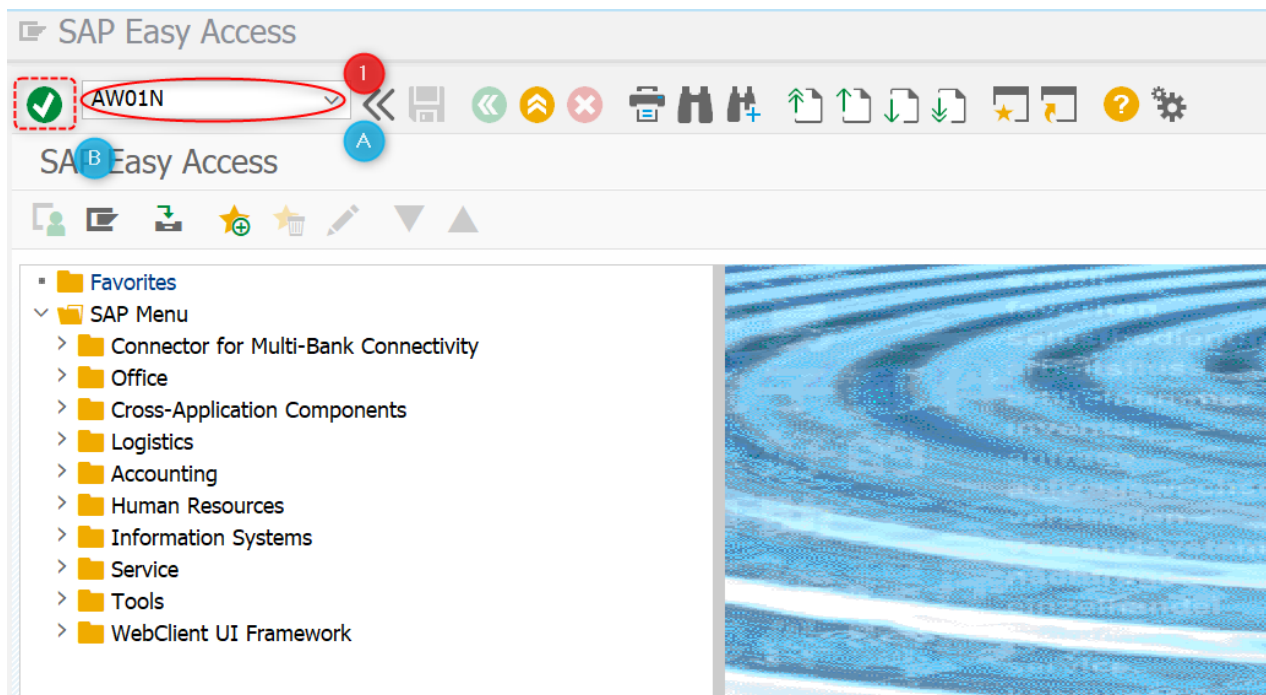 SAP Easy Access
1
AW01N
A
B
SAP Easy Access
Favorites
SAP Menu
Connector for Multi-Bank Connectivity
Office
Cross-Application Components
Logistics
Accounting
Human Resources
Information Systems
Service
Tools
WebClient UI Framework